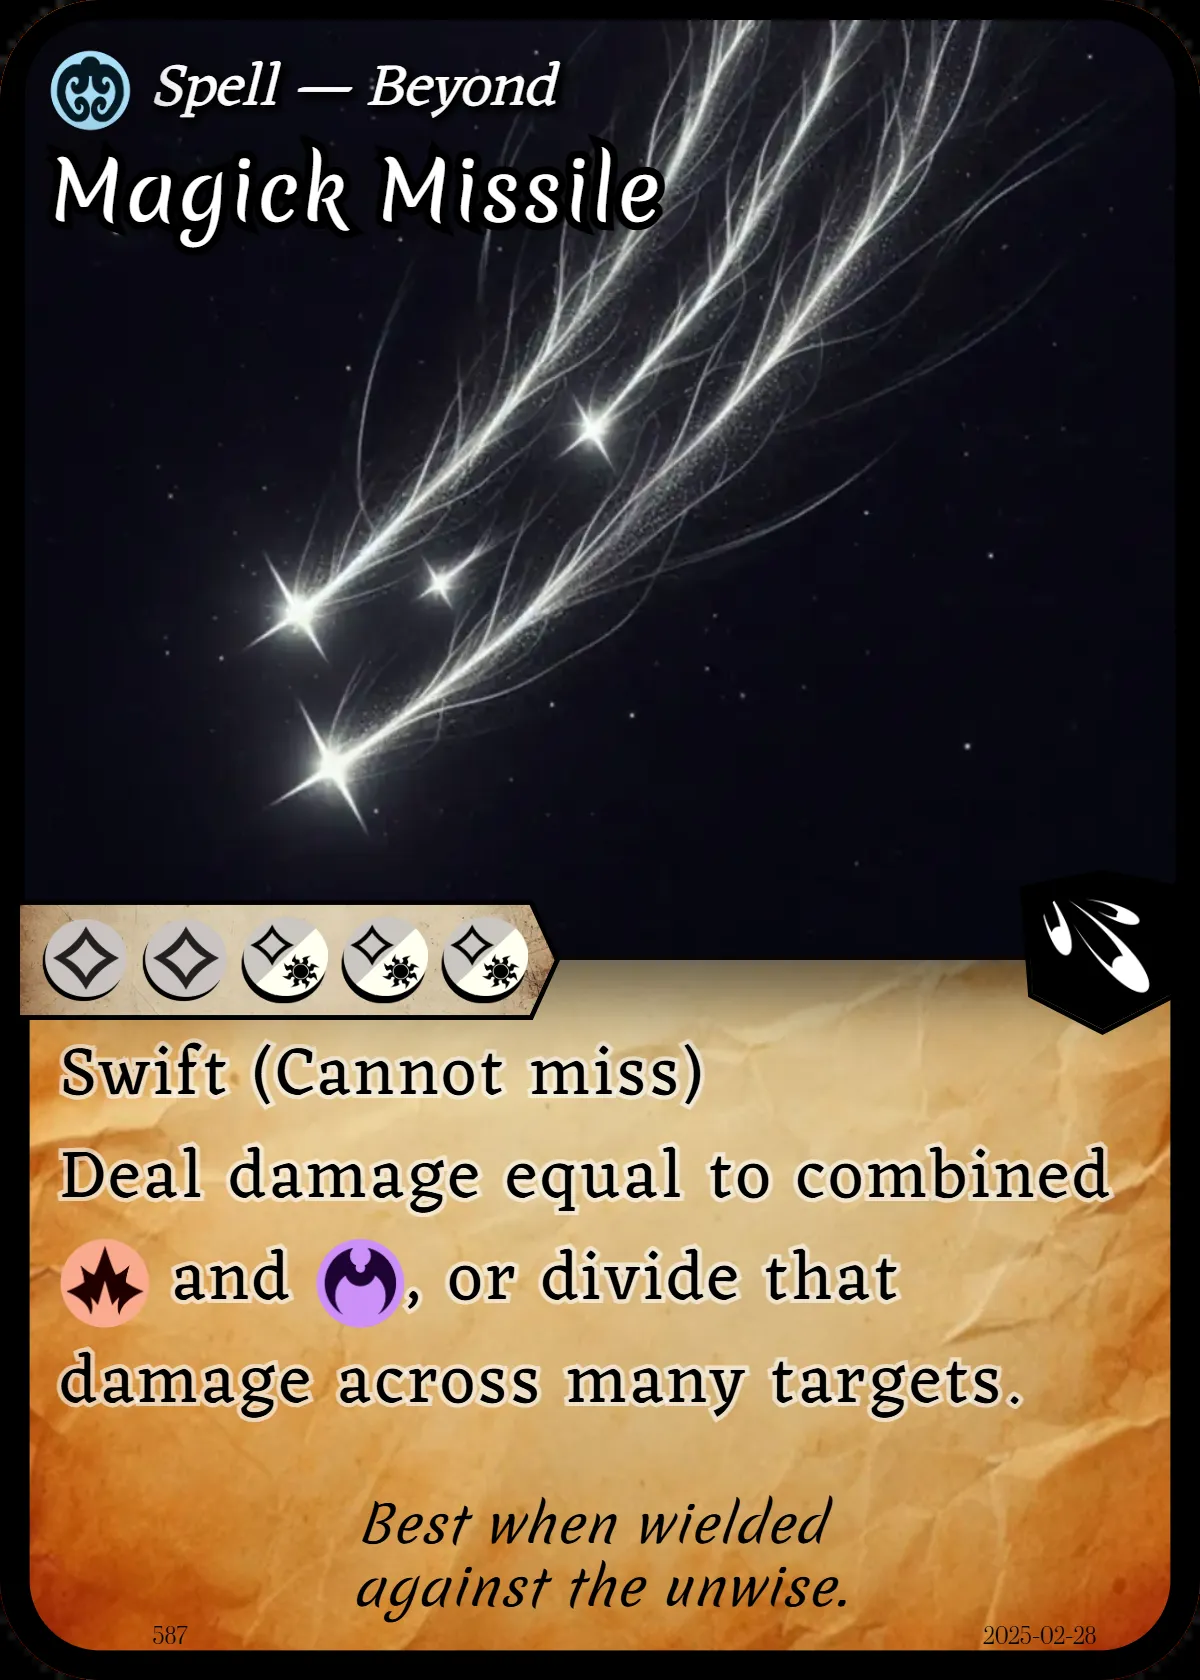 Spell — Beyond
Magick Missile
Swift (Cannot miss)
Deal damage equal to combined
and , or divide that
damage across many targets.
Best when wielded
against the unwise.
587
2025-02-28